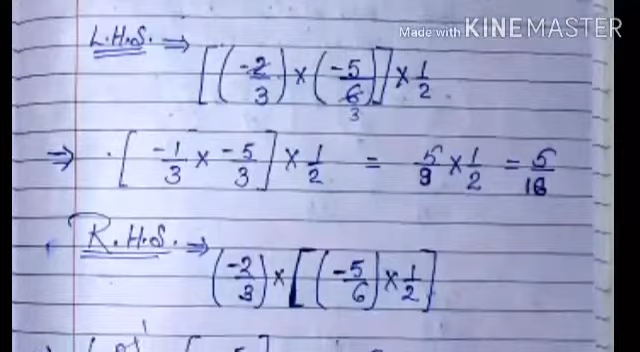 Made with KINEMASTER
L.H.S. → [(-2/3) × (-5/6)] × 1/2
3
⇒ [-1/3 × -5/3] × 1/2 = 5/9 × 1/2 = 5/18
R.H.S. → (-2/3) × [(-5/6) × 1/2]